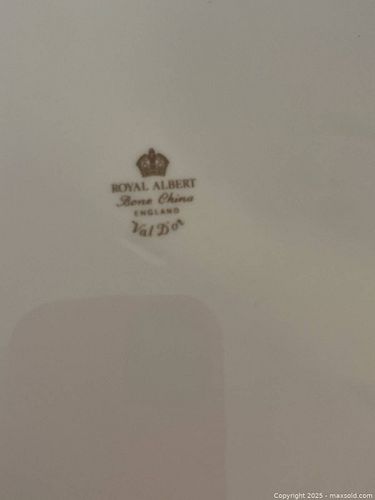 ROYAL ALBERT
Bone China
ENGLAND
Val D'or
Copyright 2025 - maxsold.com